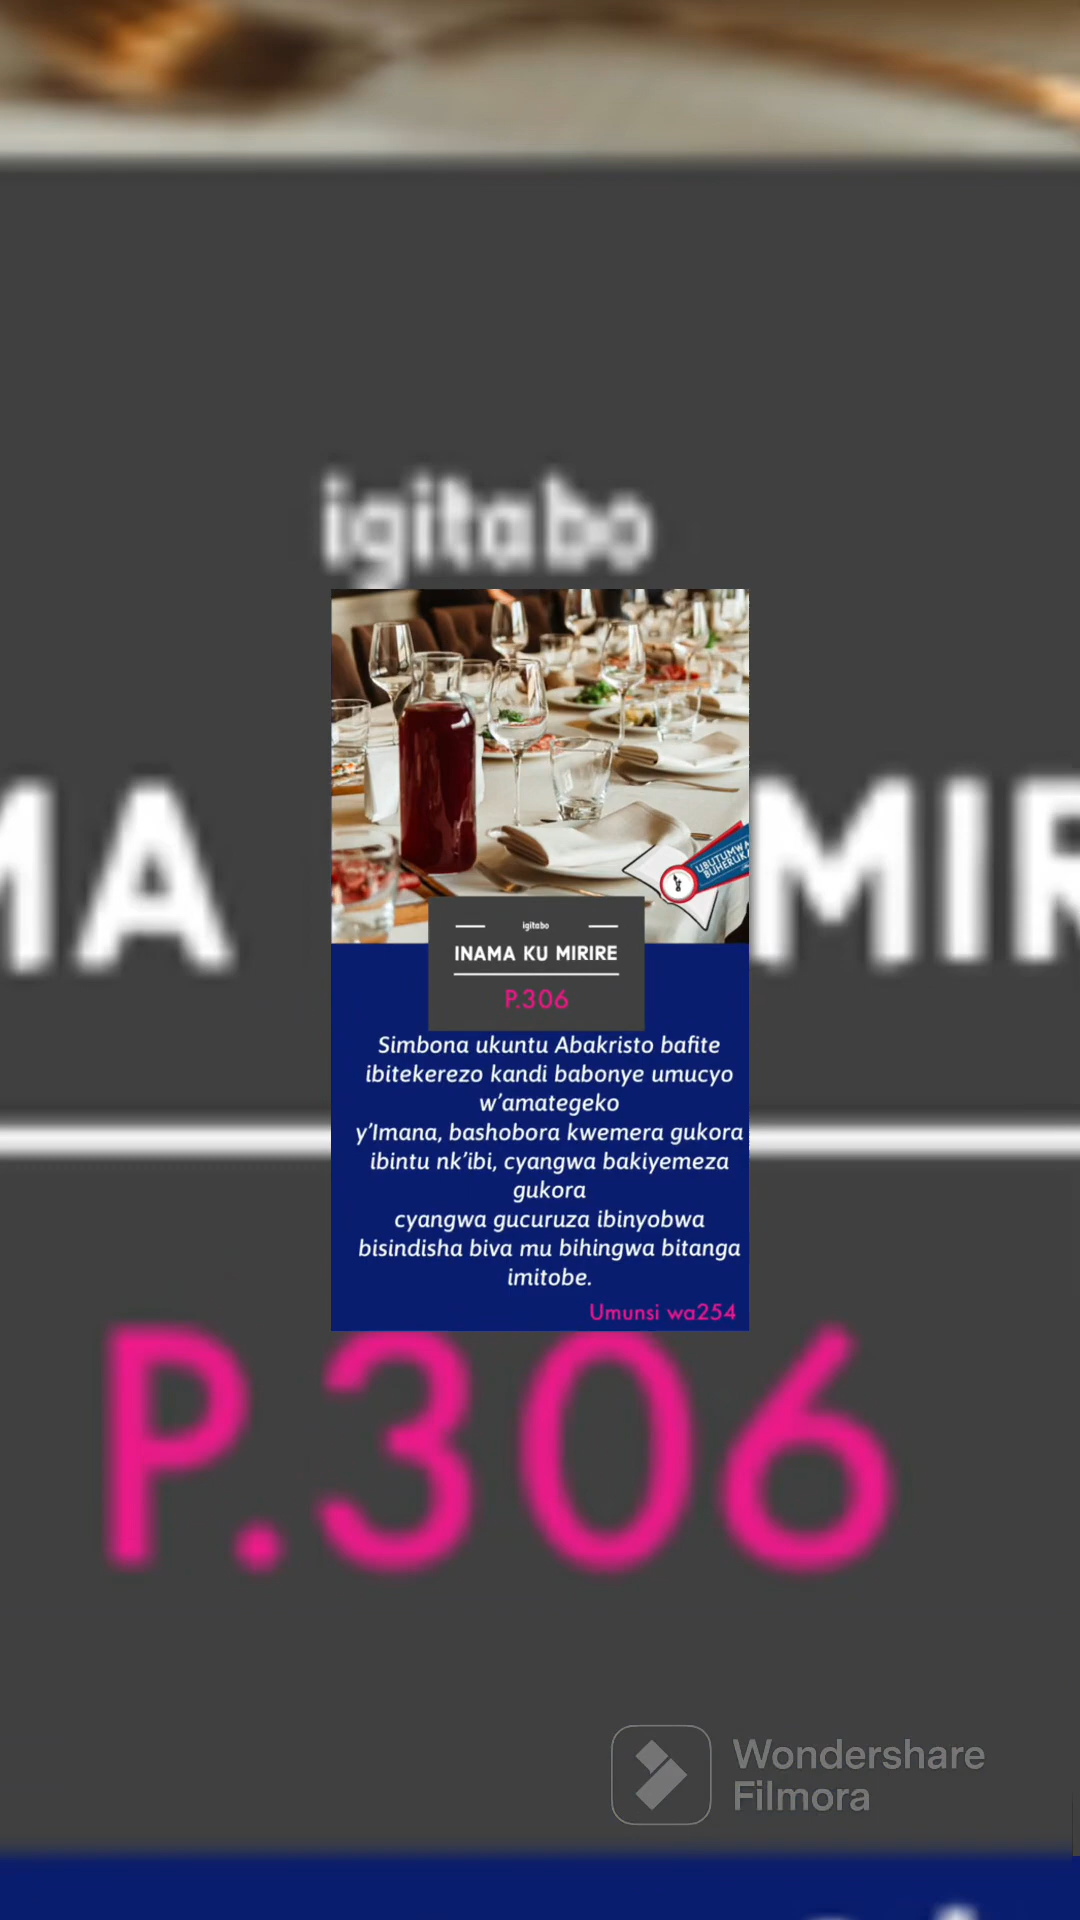 igitabo
MA
MIR
UBUTUMWA
BUHERUKA
igitabo
INAMA KU MIRIRE
P.306
Simbona ukuntu Abakristo bafite
ibitekerezo kandi babonye umucyo
w'amategeko
y'Imana, bashobora kwemera gukora
ibintu nk'ibi, cyangwa bakiyemeza
gukora
cyangwa gucuruza ibinyobwa
bisindisha biva mu bihingwa bitanga
imitobe.
Umunsi wa254
P.306
Wondershare
Filmora